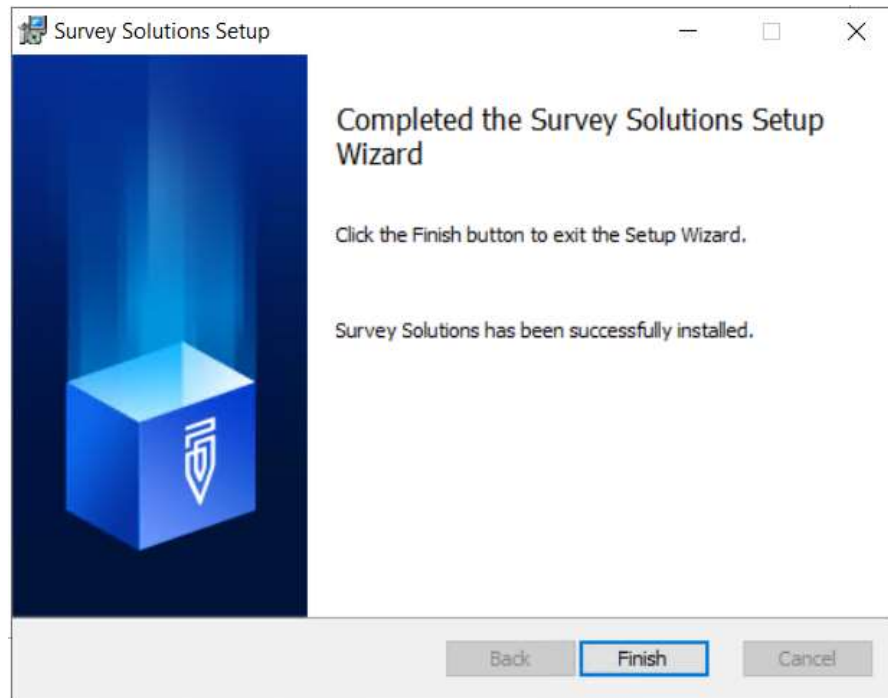 Survey Solutions Setup
Completed the Survey Solutions Setup
Wizard
Click the Finish button to exit the Setup Wizard.
Survey Solutions has been successfully installed.
Back
Finish
Cancel